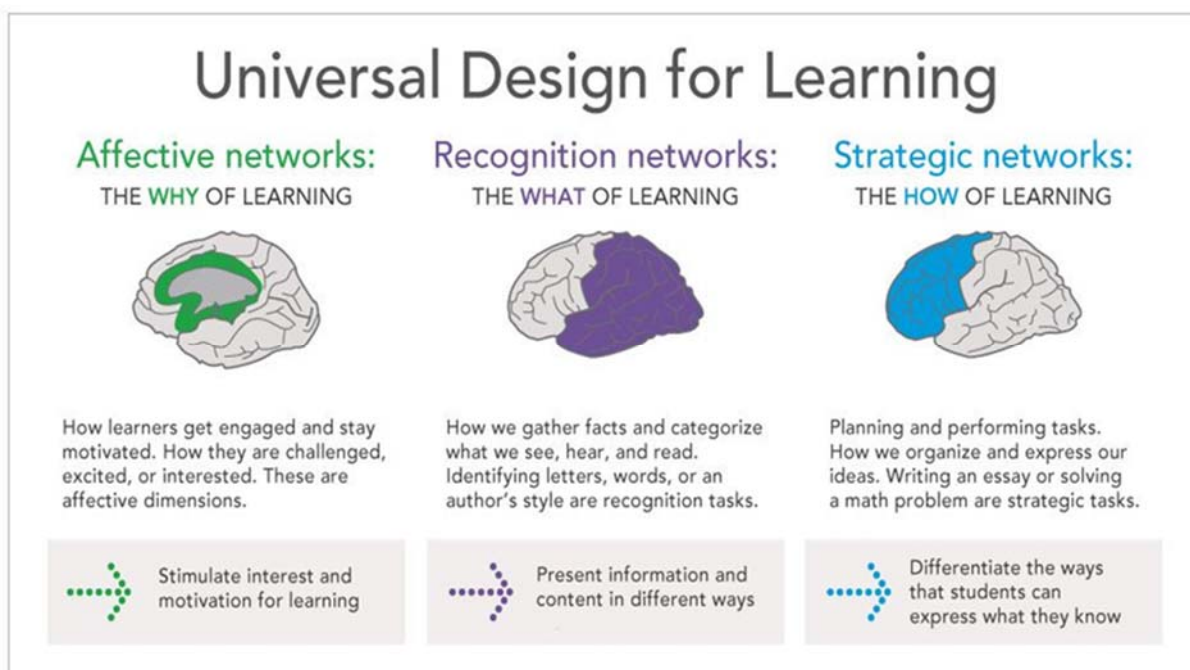 Universal Design for Learning
Affective networks:
THE WHY OF LEARNING
How learners get engaged and stay
motivated. How they are challenged,
excited, or interested. These are
affective dimensions.
Stimulate interest and
motivation for learning
Recognition networks:
THE WHAT OF LEARNING
How we gather facts and categorize
what we see, hear, and read.
Identifying letters, words, or an
author's style are recognition tasks.
Present information and
content in different ways
Strategic networks:
THE HOW OF LEARNING
Planning and performing tasks.
How we organize and express our
ideas. Writing an essay or solving
a math problem are strategic tasks.
Differentiate the ways
that students can
express what they know